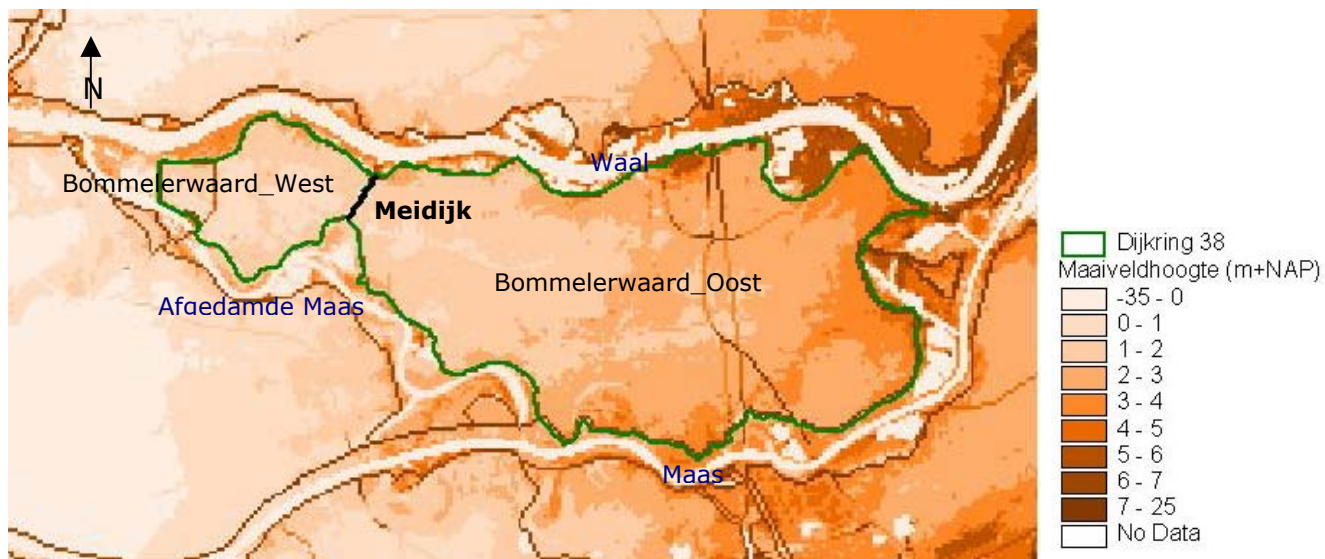 N
Waal
Bommelerwaard_West
Meidijk
Bommelerwaard_Oost
Afgedamde Maas
Maas
Dijkring 38
Maaiveldhoogte (m+NAP)
-35 - 0
0 - 1
1 - 2
2 - 3
3 - 4
4 - 5
5 - 6
6 - 7
7 - 25
No Data